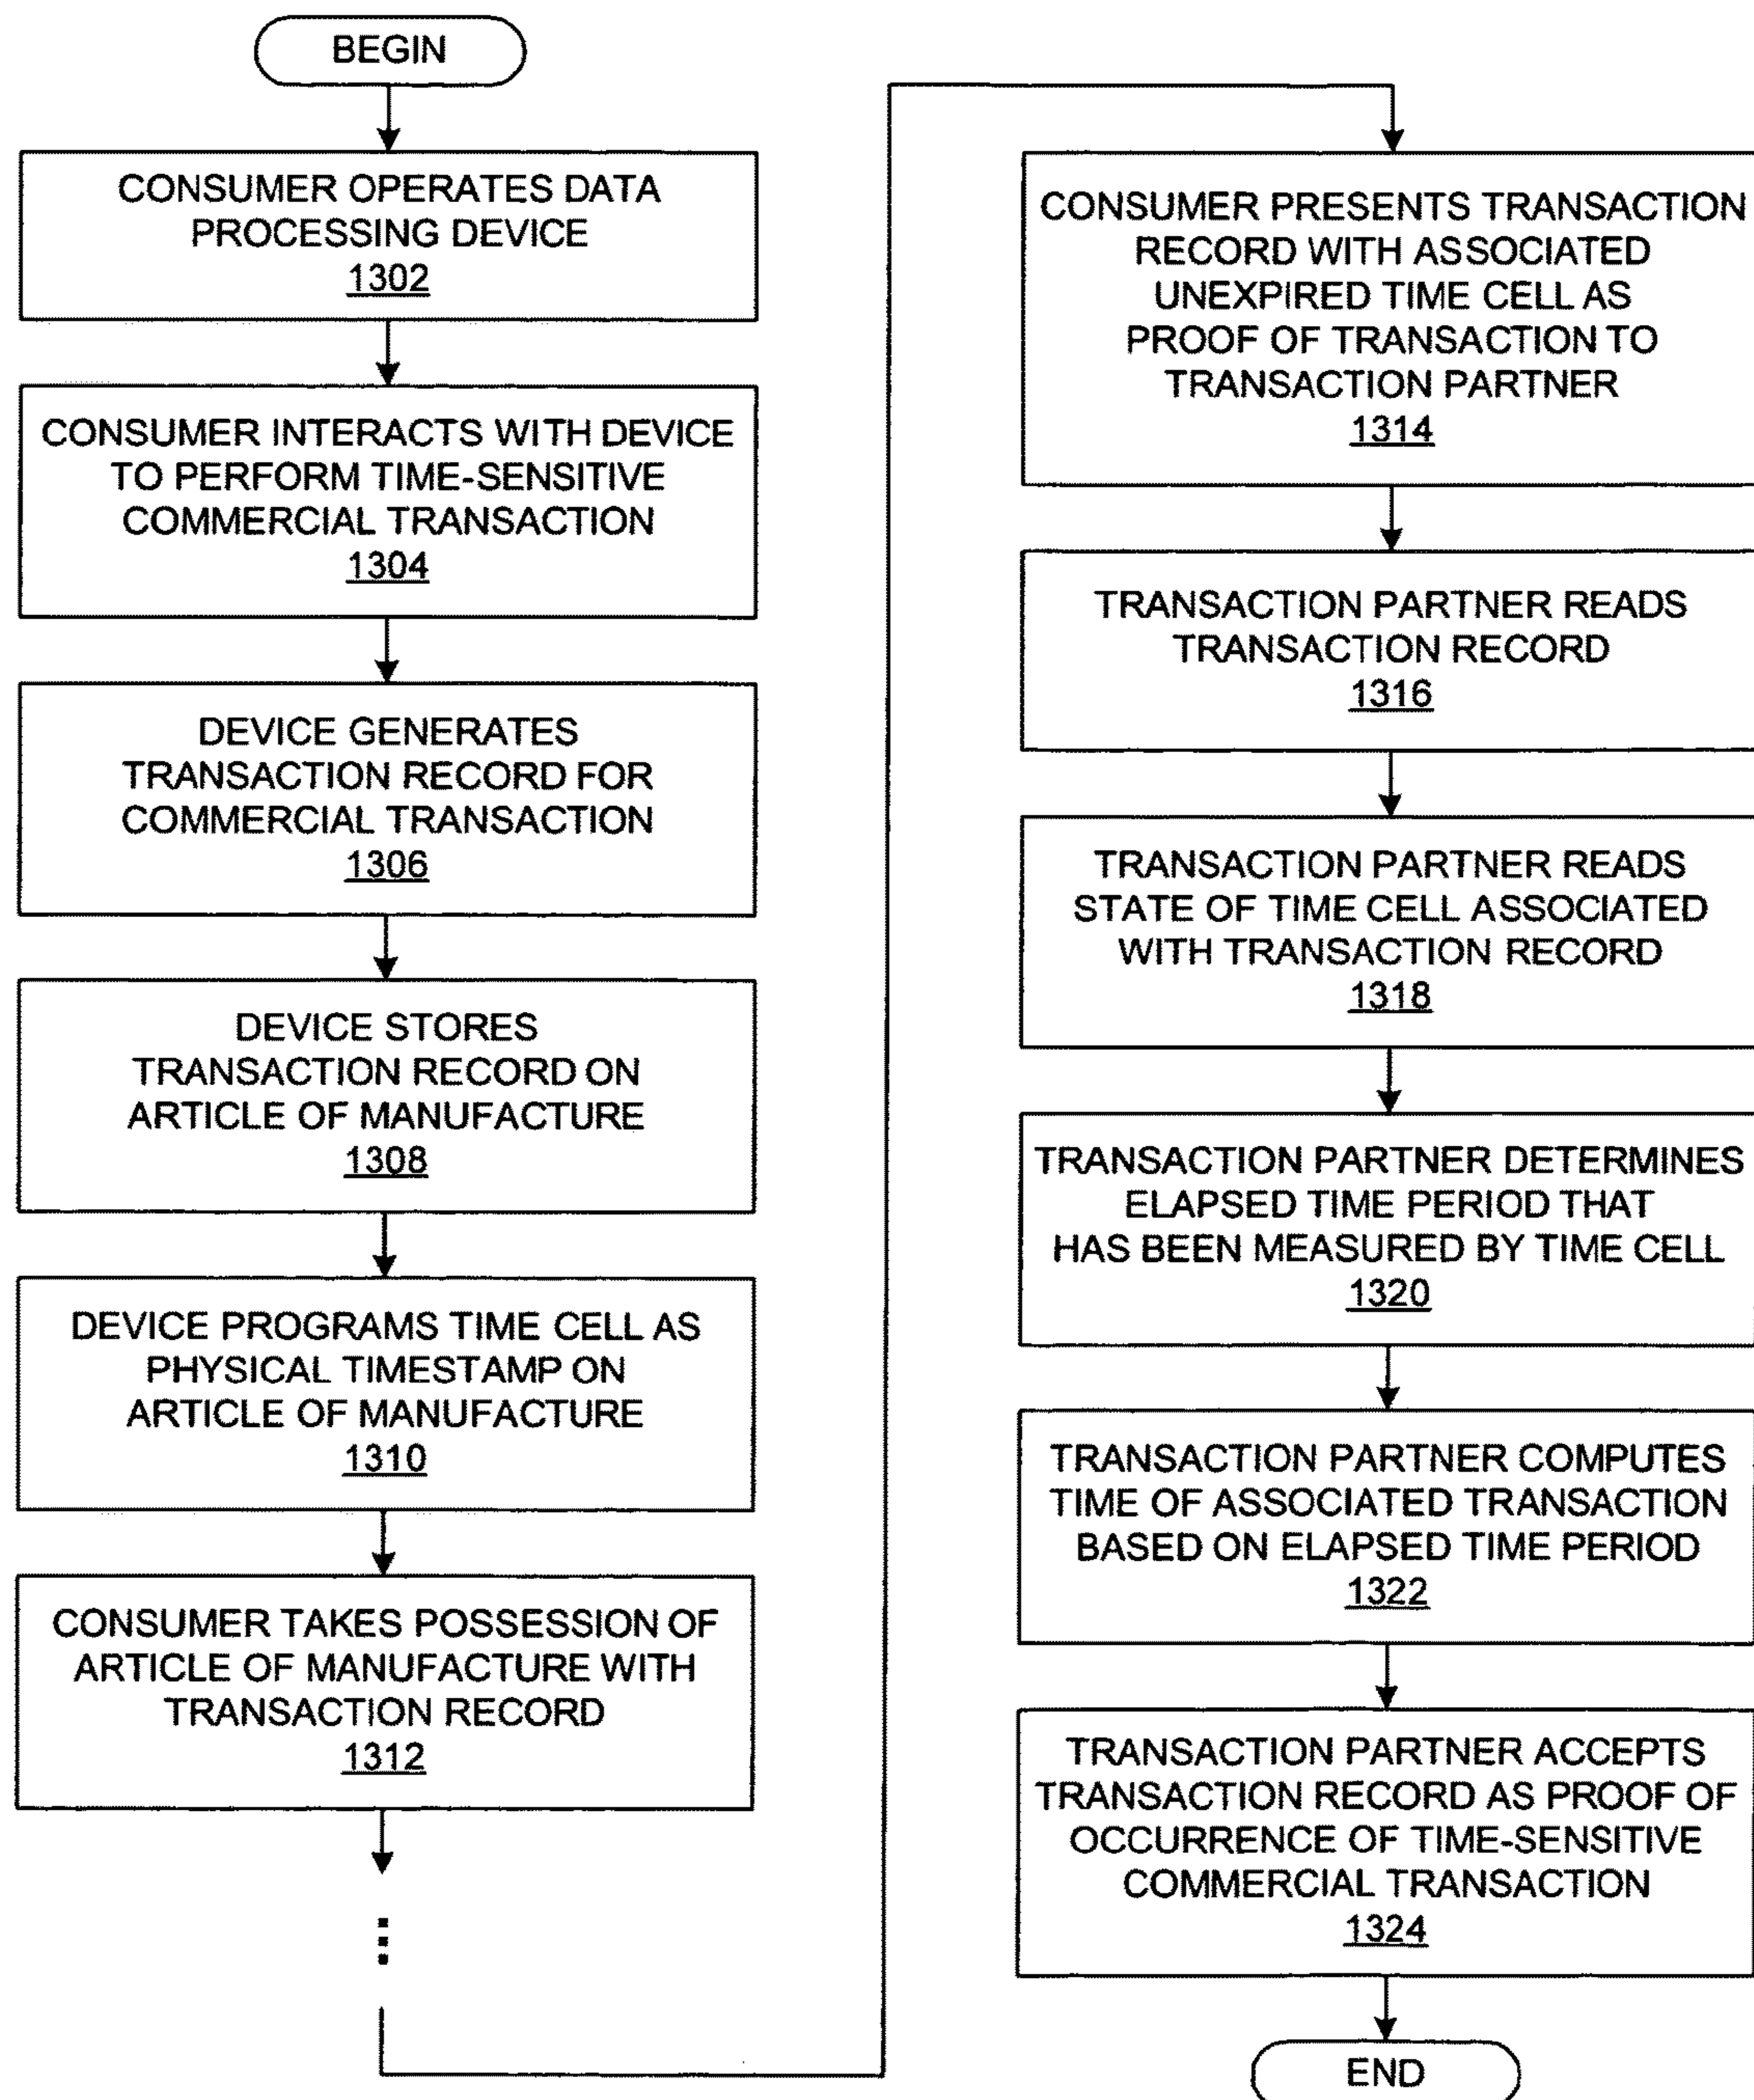 BEGIN
CONSUMER OPERATES DATA
PROCESSING DEVICE
1302
CONSUMER INTERACTS WITH DEVICE
TO PERFORM TIME-SENSITIVE
COMMERCIAL TRANSACTION
1304
DEVICE GENERATES
TRANSACTION RECORD FOR
COMMERCIAL TRANSACTION
1306
DEVICE STORES
TRANSACTION RECORD ON
ARTICLE OF MANUFACTURE
1308
DEVICE PROGRAMS TIME CELL AS
PHYSICAL TIMESTAMP ON
ARTICLE OF MANUFACTURE
1310
CONSUMER TAKES POSSESSION OF
ARTICLE OF MANUFACTURE WITH
TRANSACTION RECORD
1312
CONSUMER PRESENTS TRANSACTION
RECORD WITH ASSOCIATED
UNEXPIRED TIME CELL AS
PROOF OF TRANSACTION TO
TRANSACTION PARTNER
1314
TRANSACTION PARTNER READS
TRANSACTION RECORD
1316
TRANSACTION PARTNER READS
STATE OF TIME CELL ASSOCIATED
WITH TRANSACTION RECORD
1318
TRANSACTION PARTNER DETERMINES
ELAPSED TIME PERIOD THAT
HAS BEEN MEASURED BY TIME CELL
1320
TRANSACTION PARTNER COMPUTES
TIME OF ASSOCIATED TRANSACTION
BASED ON ELAPSED TIME PERIOD
1322
TRANSACTION PARTNER ACCEPTS
TRANSACTION RECORD AS PROOF OF
OCCURRENCE OF TIME-SENSITIVE
COMMERCIAL TRANSACTION
1324
END